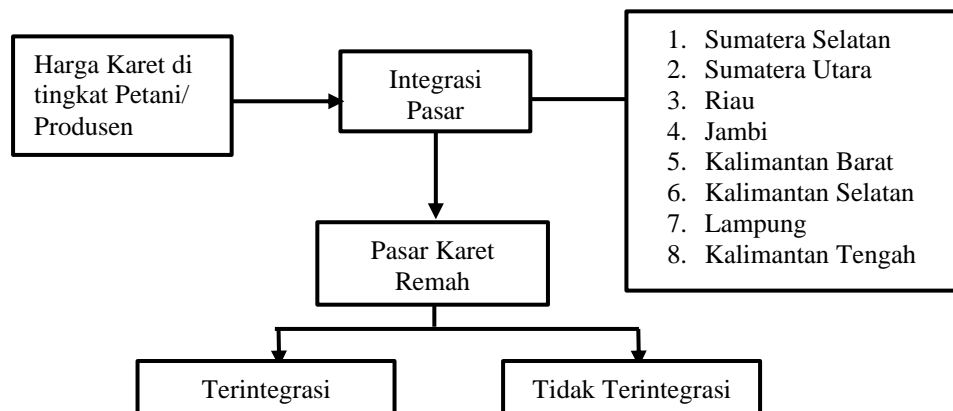 Harga Karet di
tingkat Petani/
Produsen
Integrasi
Pasar
1. Sumatera Selatan
2. Sumatera Utara
3. Riau
4. Jambi
5. Kalimantan Barat
6. Kalimantan Selatan
7. Lampung
8. Kalimantan Tengah
Pasar Karet
Remah
Terintegrasi
Tidak Terintegrasi